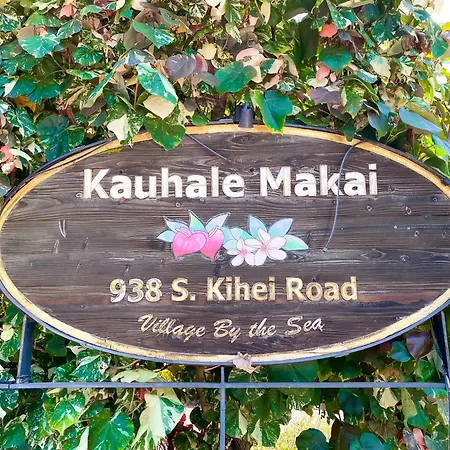 Kauhale Makai
938 S. Kihei Road
Village By the Sea